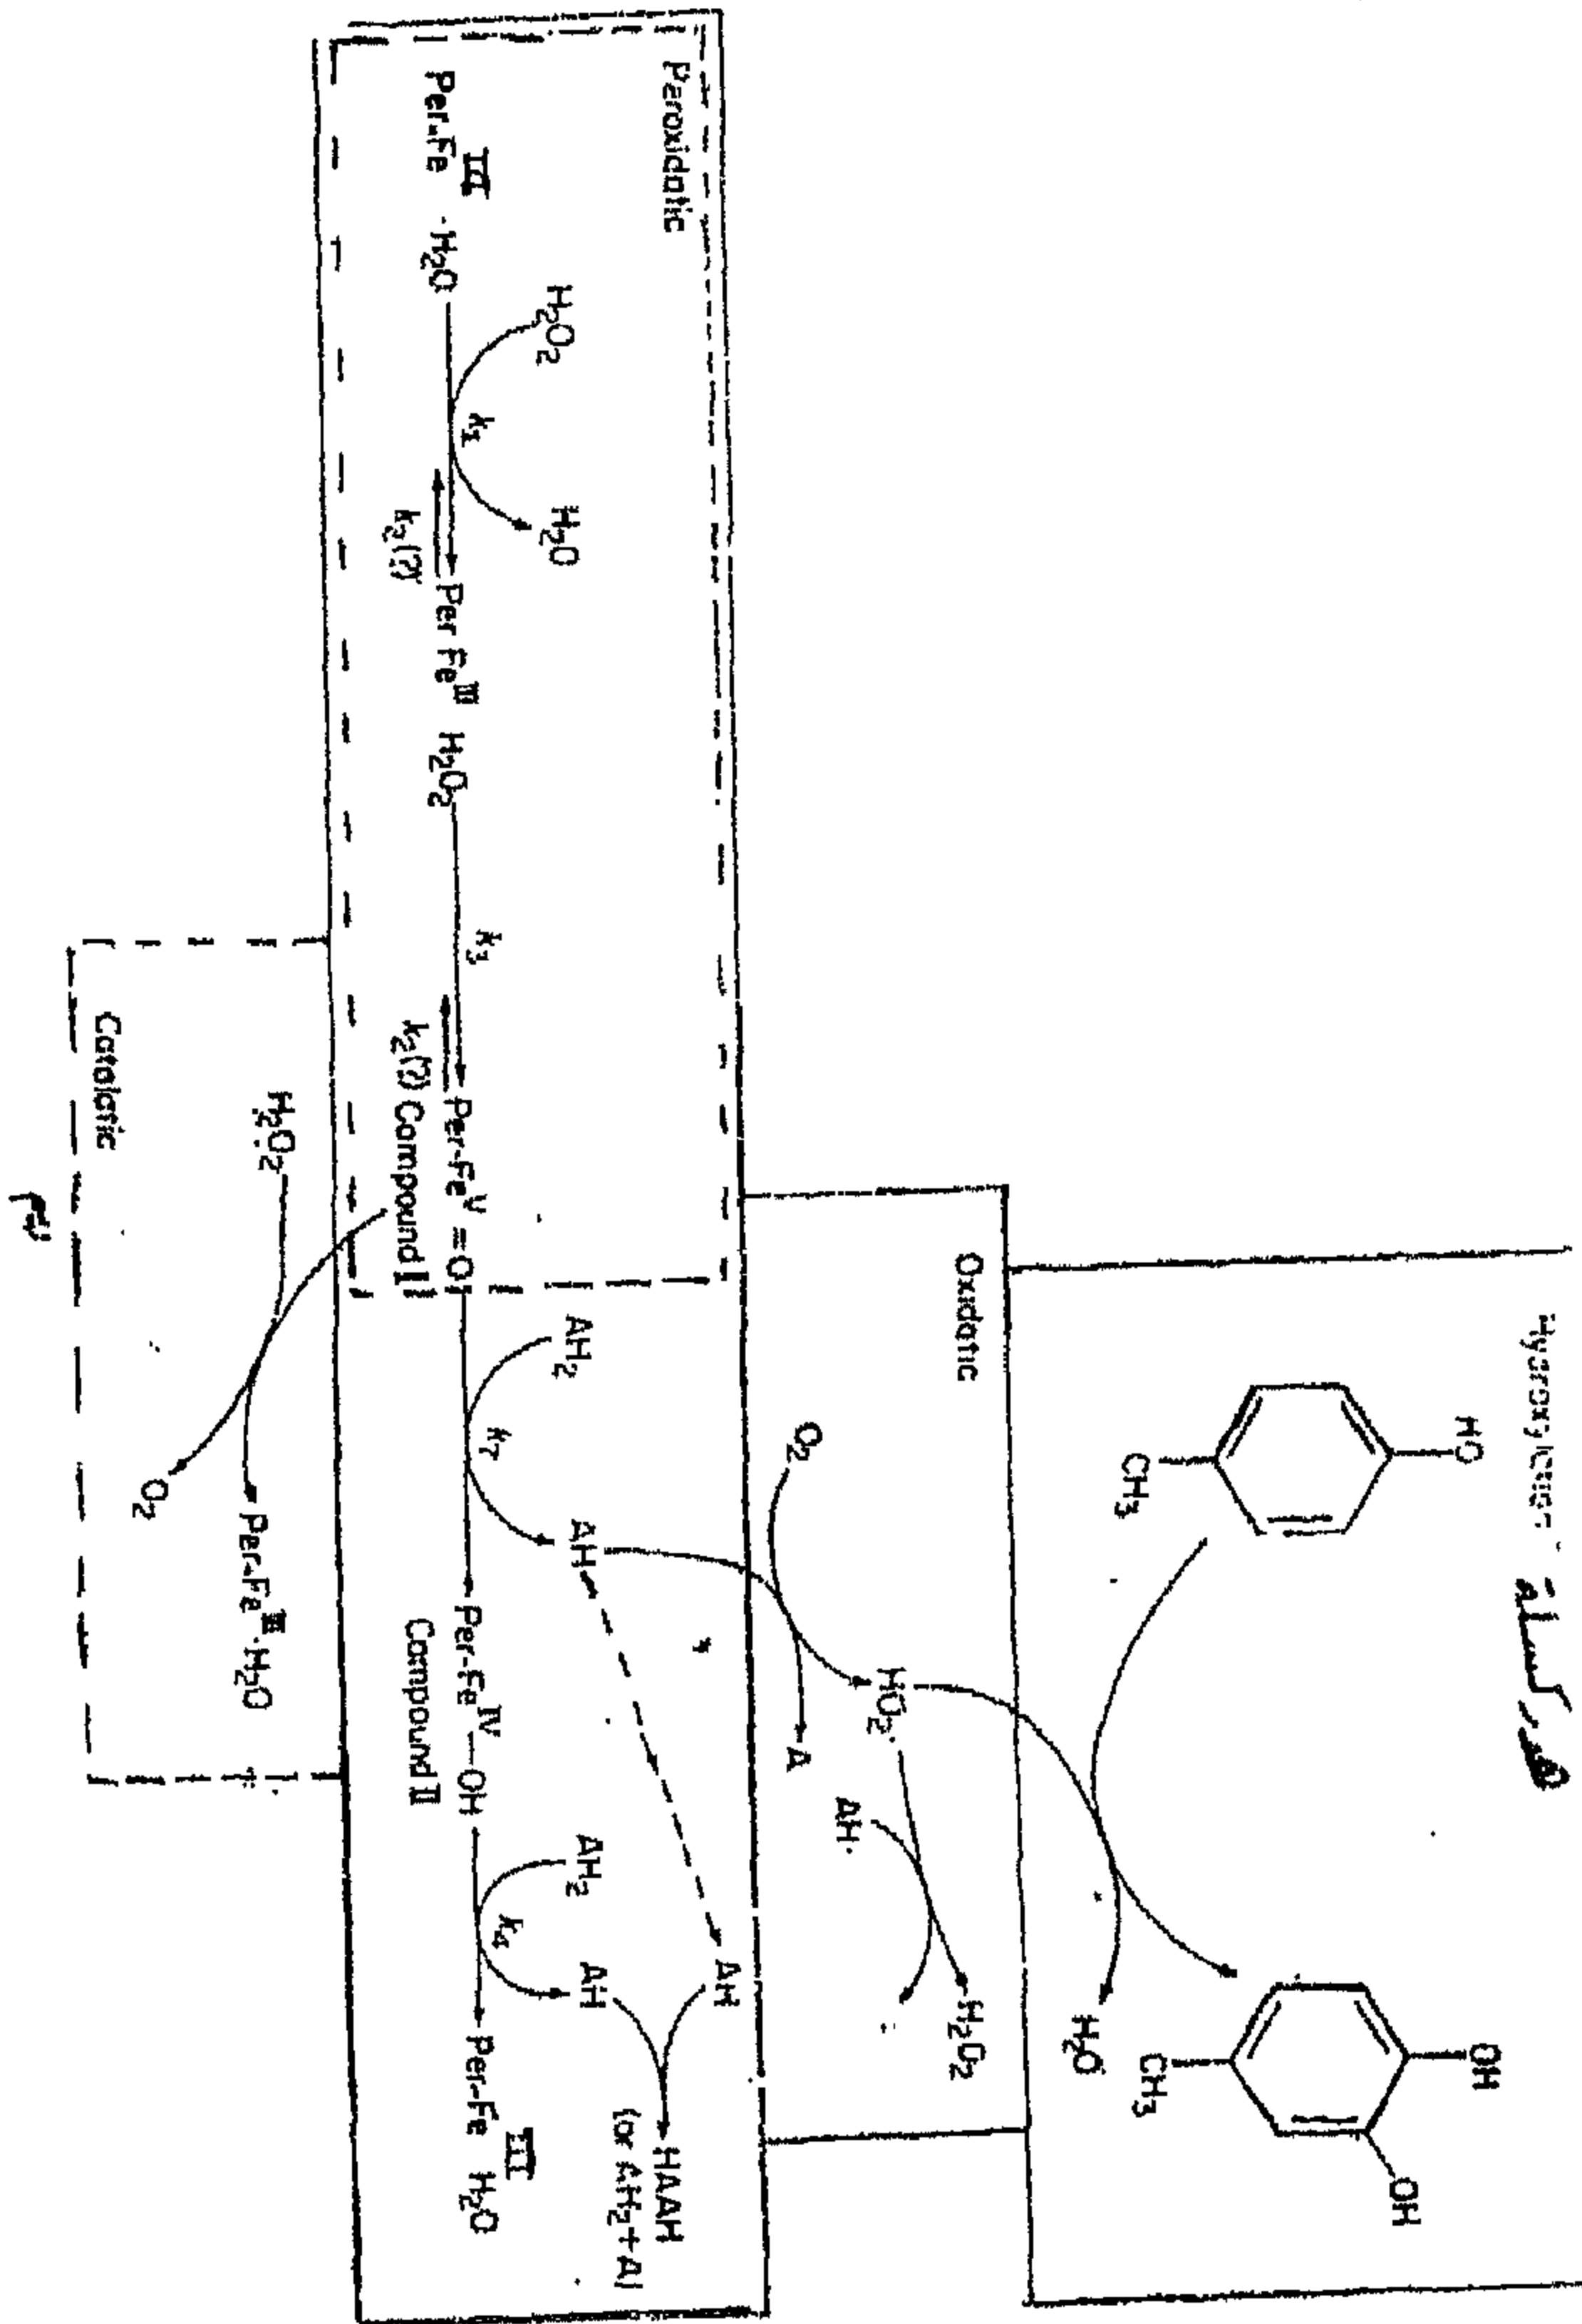 Hydroxylation
HO
CH3
OH
OH
CH3
H2O
Oxidatic
O2
HO2·
A
AH·
H2O2
Peroxidatic
H2O2
H2O
AH2
AH
AH
AH2
AH
HAAH
(or AH2+A)
k1
k3
k7
k4
Per-Fe III ·H2O
Per Fe III H2O2
Per-Fe V =O
Per-Fe IV —OH
Per-Fe III H2O
k2(?)
k2(?) Compound I
Compound II
H2O2
Per-Fe III·H2O
O2
Catalatic